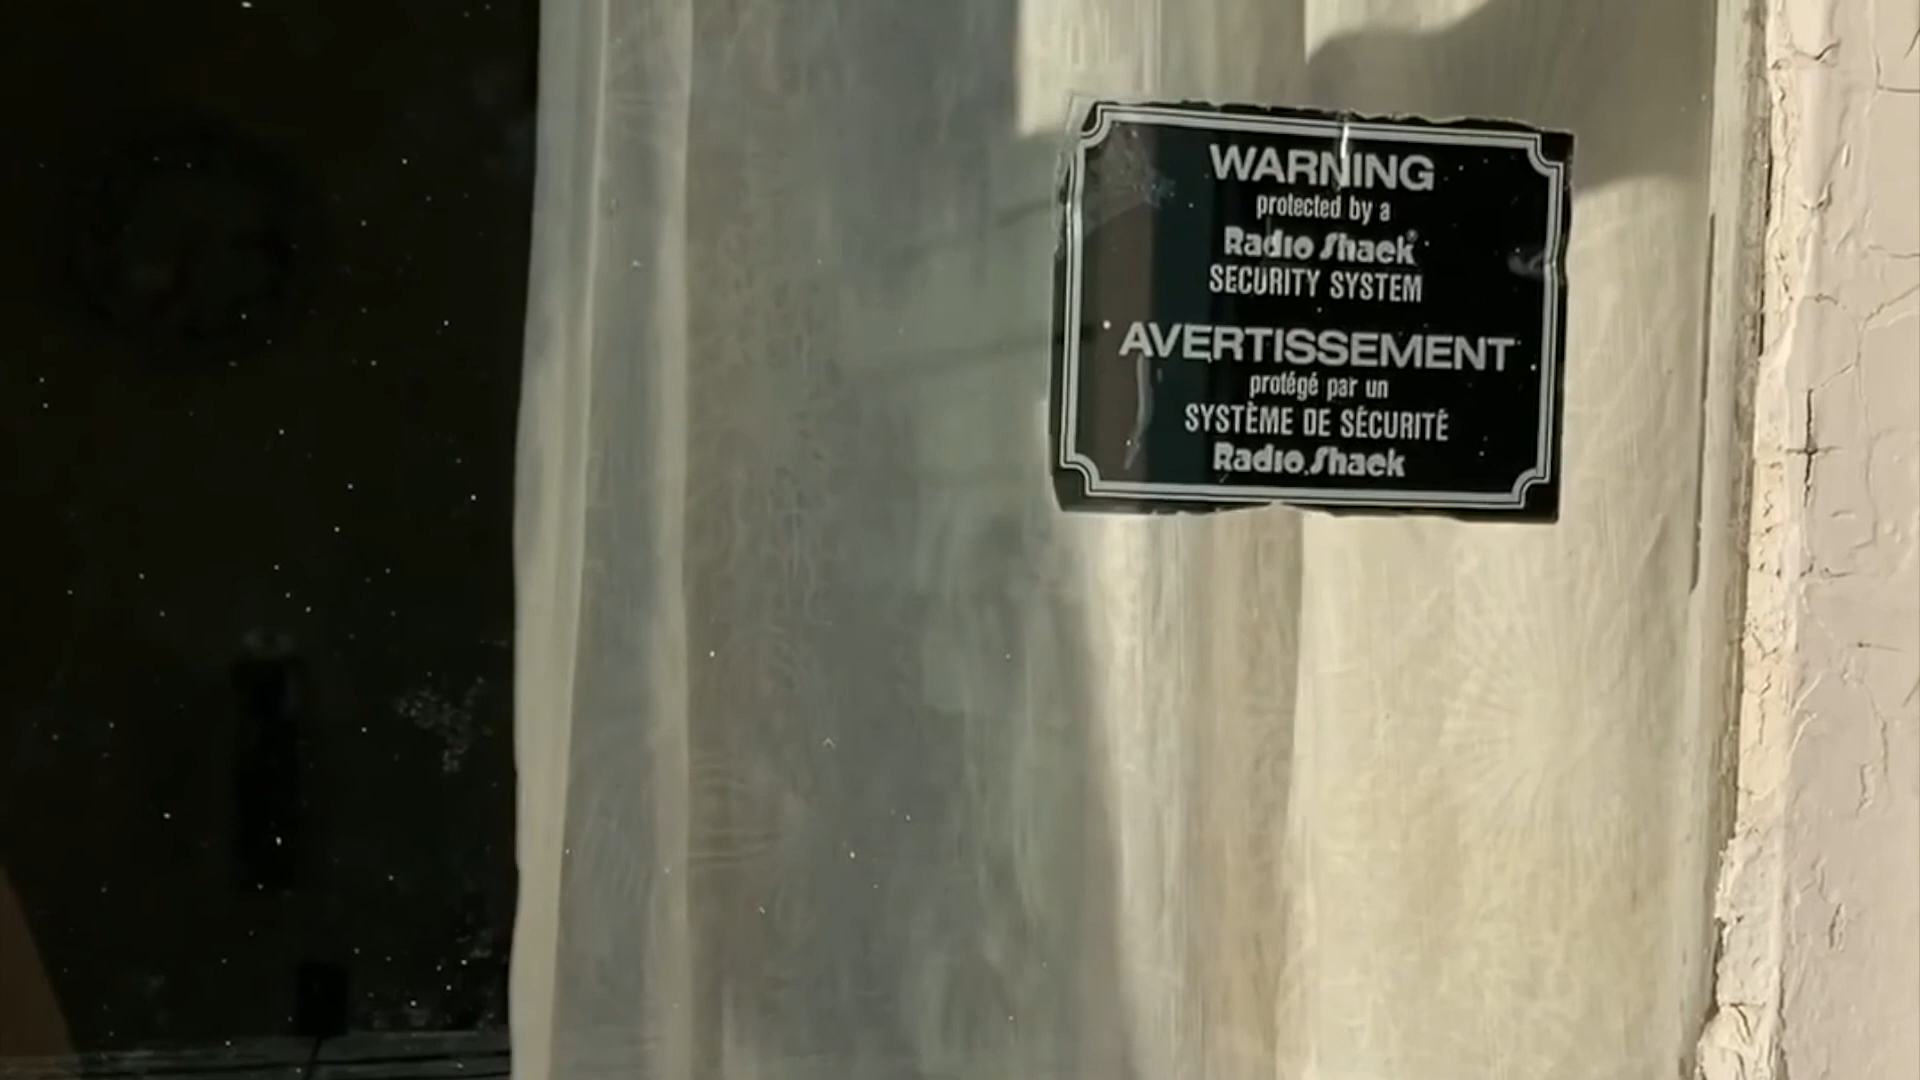 WARNING
protected by a
Radio Shack
SECURITY SYSTEM
AVERTISSEMENT
protégé par un
SYSTÈME DE SÉCURITÉ
Radio Shack